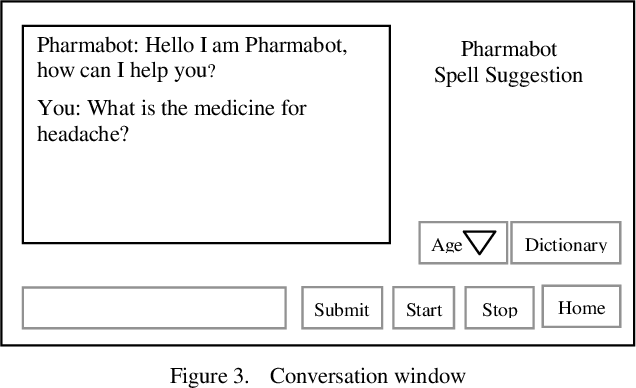 Pharmabot: Hello I am Pharmabot,
how can I help you?
You: What is the medicine for
headache?
Pharmabot
Spell Suggestion
Age
Dictionary
Submit
Start
Stop
Home
Figure 3. Conversation window